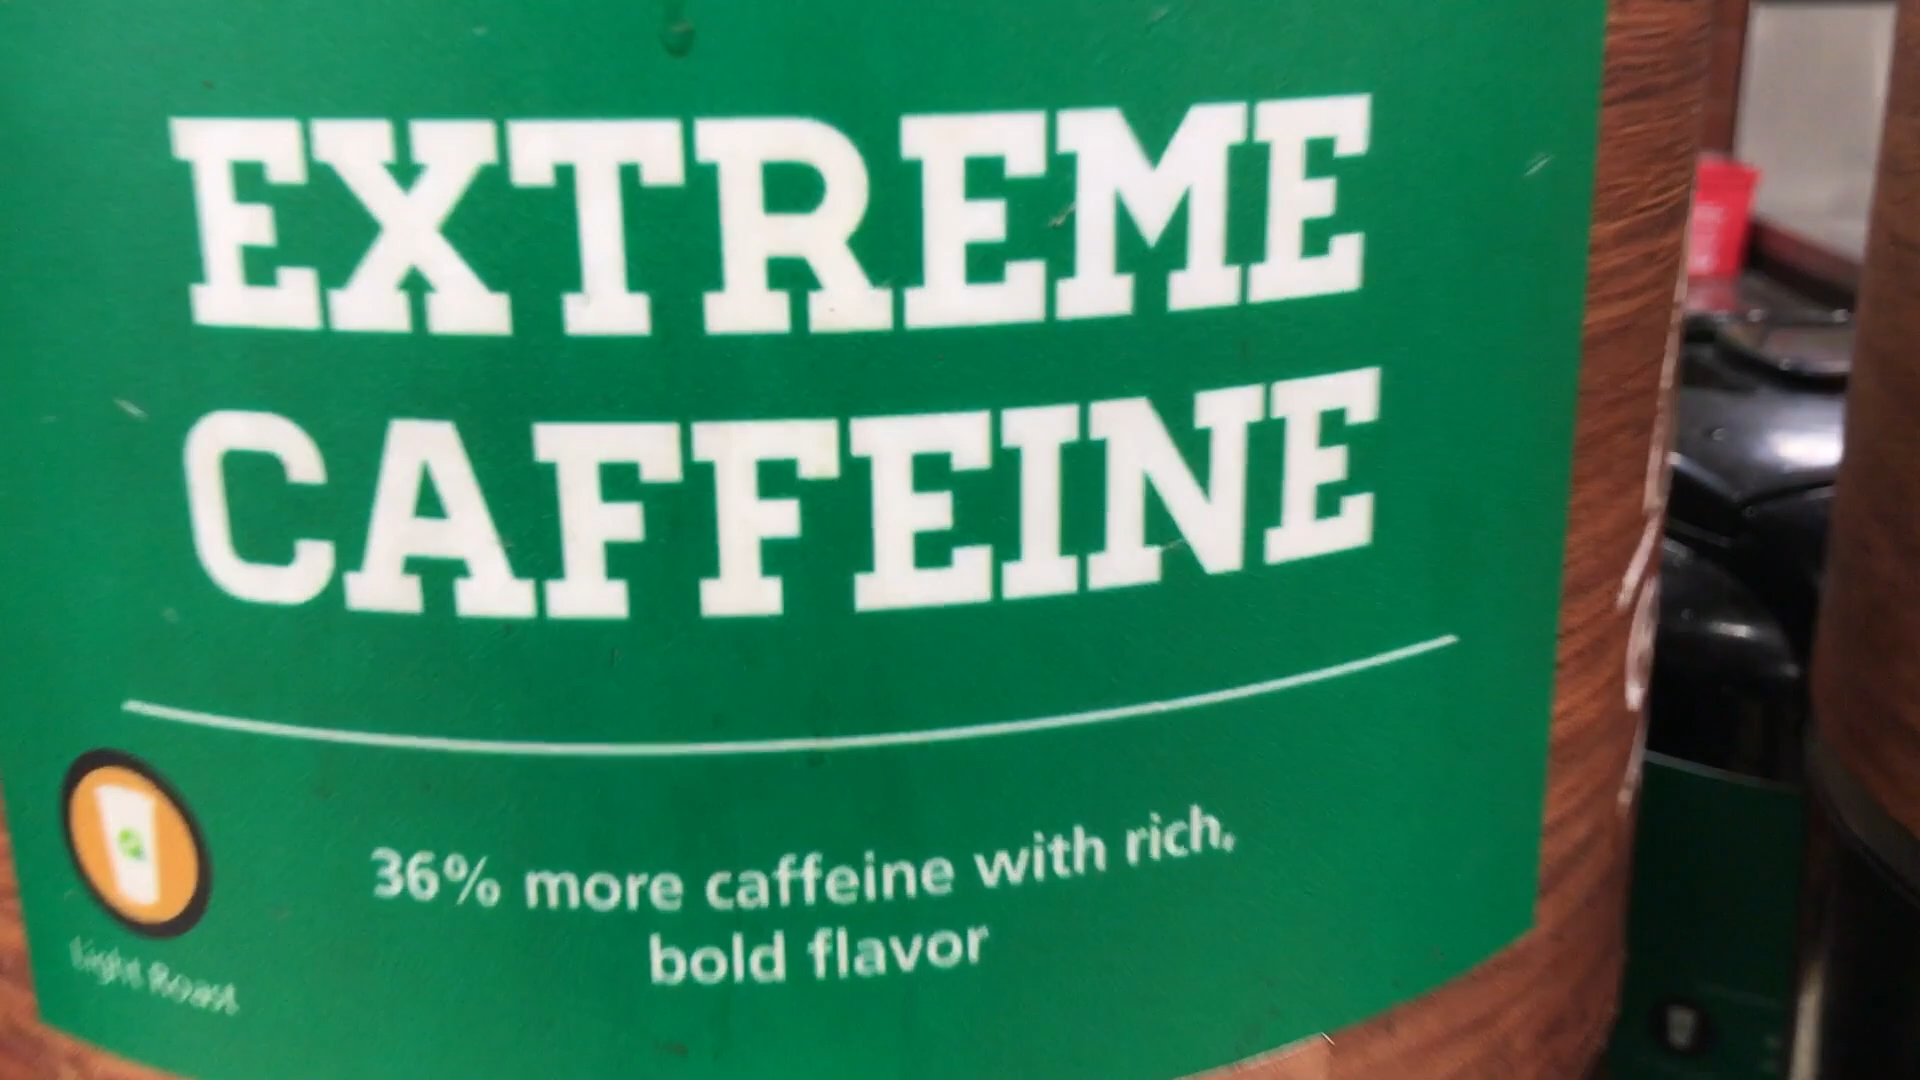 EXTREME
CAFFEINE
36% more caffeine with rich,
bold flavor
Light Roast